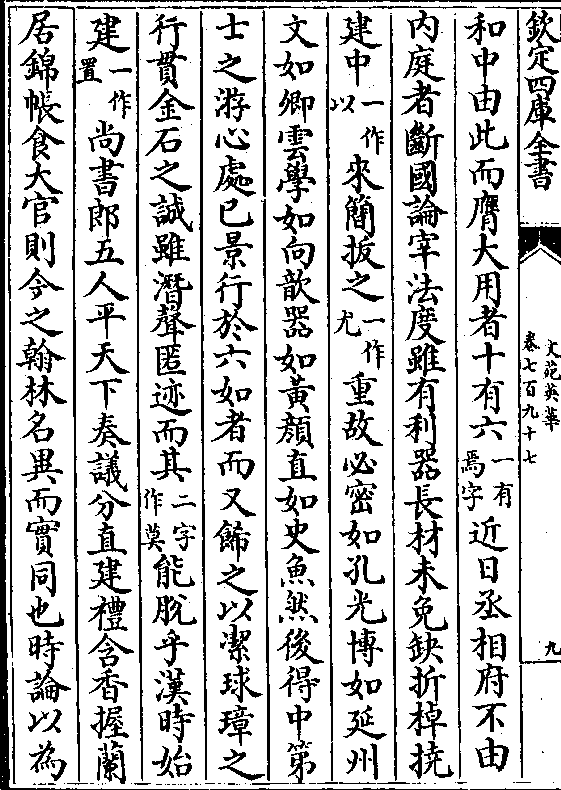 欽定四庫全書
文苑英華
卷七百九十七
九
和中由此而膺大用者十有六一有焉字近日丞相府不由
内庭者斷國論宰法度雖有利器長材未免缺折棹撓
建中一作以來簡拔之一作尤重故必密如孔光博如延州
文如卿雲學如向歆器如黄顔直如史魚然後得中第
士之游心處已景行於六如者而又飾之以潔球璋之
行貫金石之誠雖潛聲匿迹而其二字作莫能脱乎漢時始
建一作置尚書郎五人平天下奏議分直建禮含香握蘭
居錦帳食大官則今之翰林名異而實同也時論以為